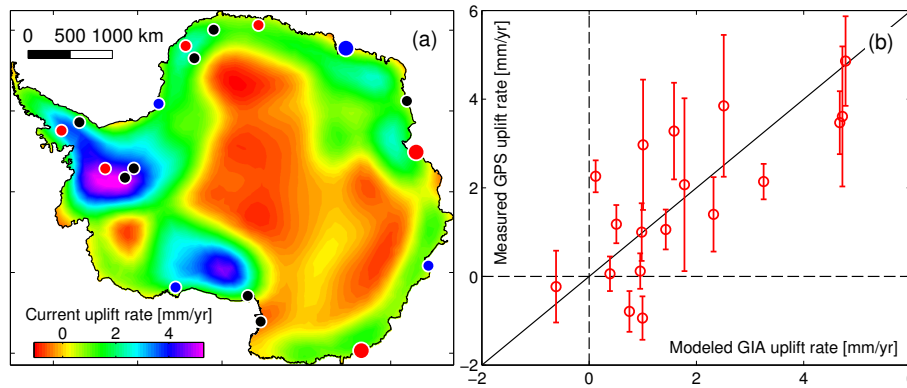 (a)
0 500 1000 km
Current uplift rate [mm/yr]
0 2 4
(b)
Measured GPS uplift rate [mm/yr]
6
4
2
0
−2
Modeled GIA uplift rate [mm/yr]
−2 0 2 4